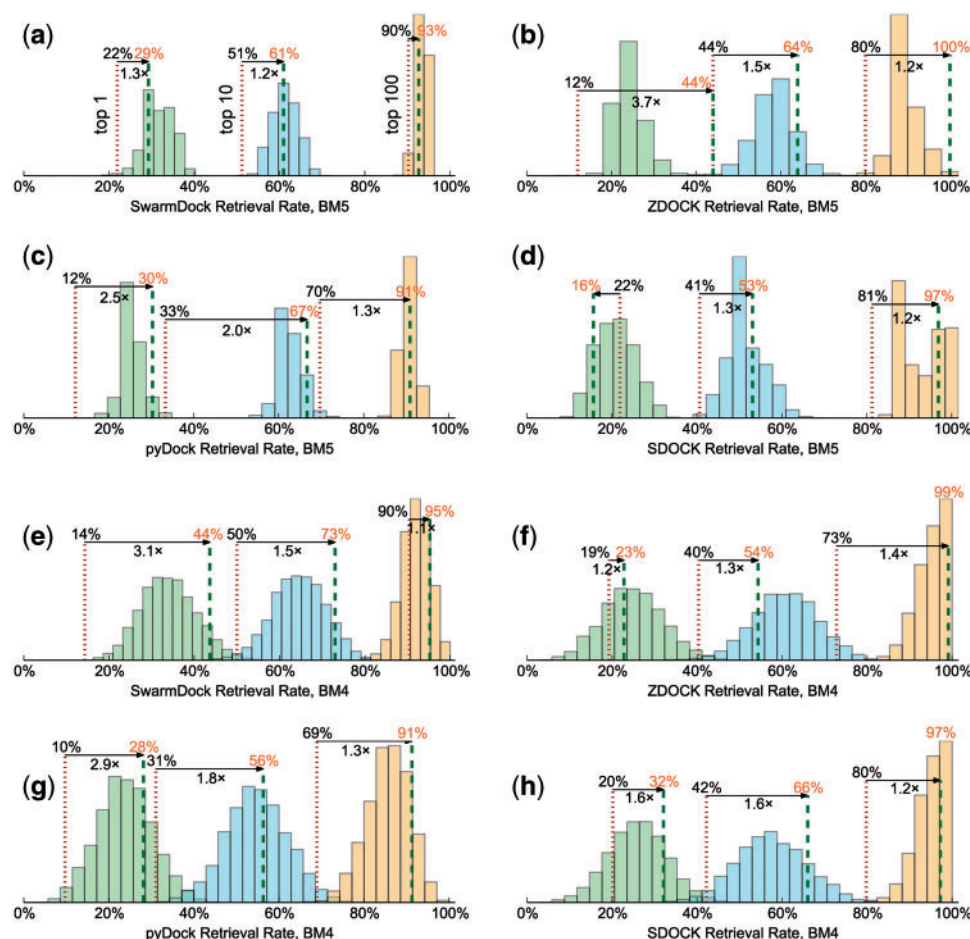 (a)
22% 29%
1.3×
top 1
51% 61%
1.2×
top 10
90% 93%
top 100
0% 20% 40% 60% 80% 100%
SwarmDock Retrieval Rate, BM5
(b)
12% 44%
3.7×
44% 64%
1.5×
80% 100%
1.2×
0% 20% 40% 60% 80% 100%
ZDOCK Retrieval Rate, BM5
(c)
12% 30%
2.5×
33% 67%
2.0×
70% 91%
1.3×
0% 20% 40% 60% 80% 100%
pyDock Retrieval Rate, BM5
(d)
16% 22%
41% 53%
1.3×
81% 97%
1.2×
0% 20% 40% 60% 80% 100%
SDOCK Retrieval Rate, BM5
(e)
14% 44%
3.1×
50% 73%
1.5×
90% 95%
1.1×
0% 20% 40% 60% 80% 100%
SwarmDock Retrieval Rate, BM4
(f)
19% 23%
1.2×
40% 54%
1.3×
73% 99%
1.4×
0% 20% 40% 60% 80% 100%
ZDOCK Retrieval Rate, BM4
(g)
10% 28%
2.9×
31% 56%
1.8×
69% 91%
1.3×
0% 20% 40% 60% 80% 100%
pyDock Retrieval Rate, BM4
(h)
20% 32%
1.6×
42% 66%
1.6×
80% 97%
1.2×
0% 20% 40% 60% 80% 100%
SDOCK Retrieval Rate, BM4